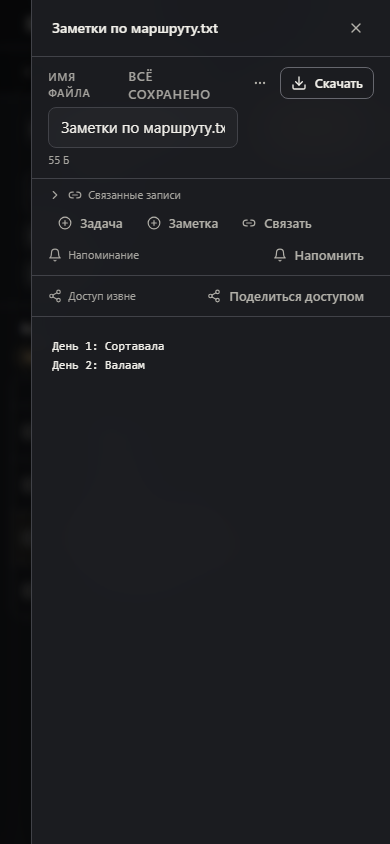 Заметки по маршруту.txt
ИМЯ ФАЙЛА
ВСЁ СОХРАНЕНО
Скачать
Заметки по маршруту.tx
55 Б
Связанные записи
Задача
Заметка
Связать
Напоминание
Напомнить
Доступ извне
Поделиться доступом
День 1: Сортавала
День 2: Валаам